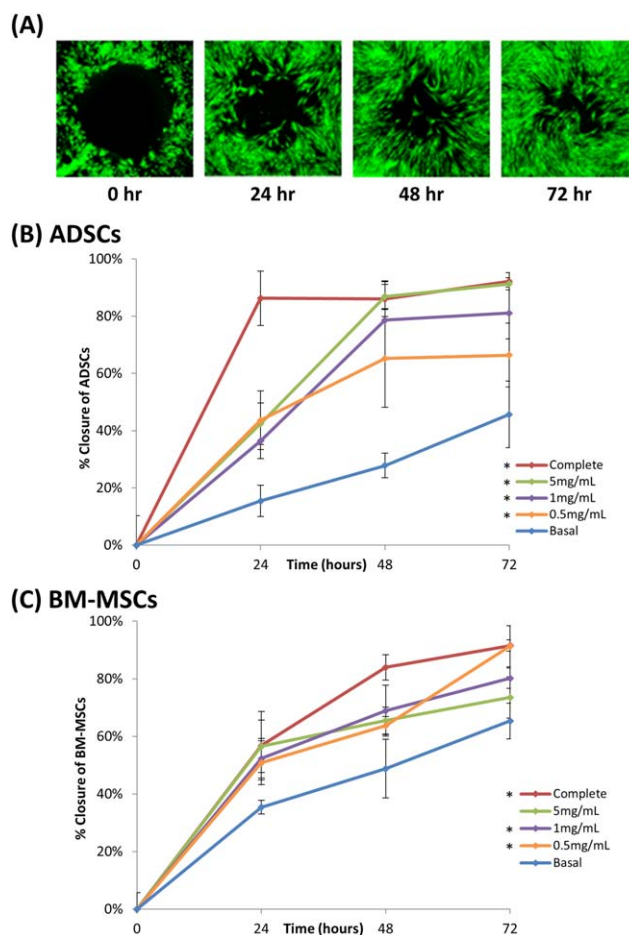 (A)
0 hr 24 hr 48 hr 72 hr
(B) ADSCs
% Closure of ADSCs
100%
80%
60%
40%
20%
0%
* Complete
* 5mg/mL
* 1mg/mL
* 0.5mg/mL
Basal
0 24 Time (hours) 48 72
(C) BM-MSCs
% Closure of BM-MSCs
100%
80%
60%
40%
20%
0%
* Complete
5mg/mL
* 1mg/mL
* 0.5mg/mL
Basal
0 24 Time (hours) 48 72